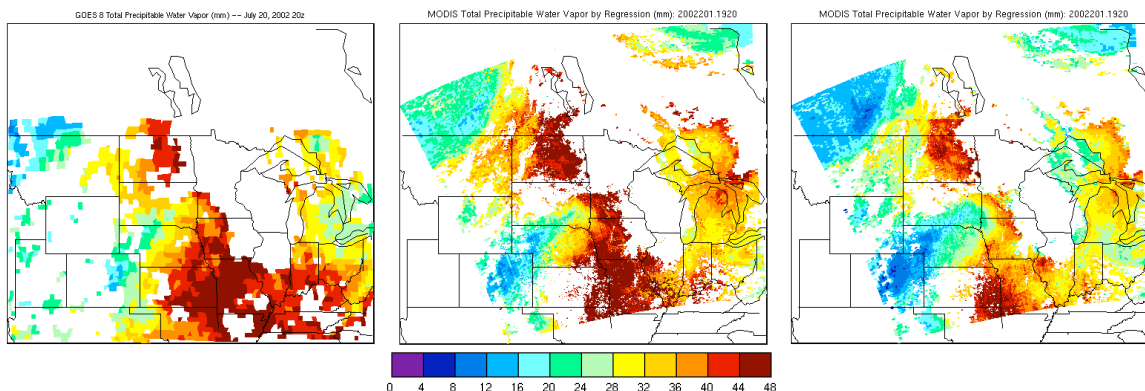 GOES 8 Total Precipitable Water Vapor (mm) -- July 20, 2002 20z
MODIS Total Precipitable Water Vapor by Regression (mm): 2002201.1920
MODIS Total Precipitable Water Vapor by Regression (mm): 2002201.1920
0 4 8 12 16 20 24 28 32 36 40 44 48